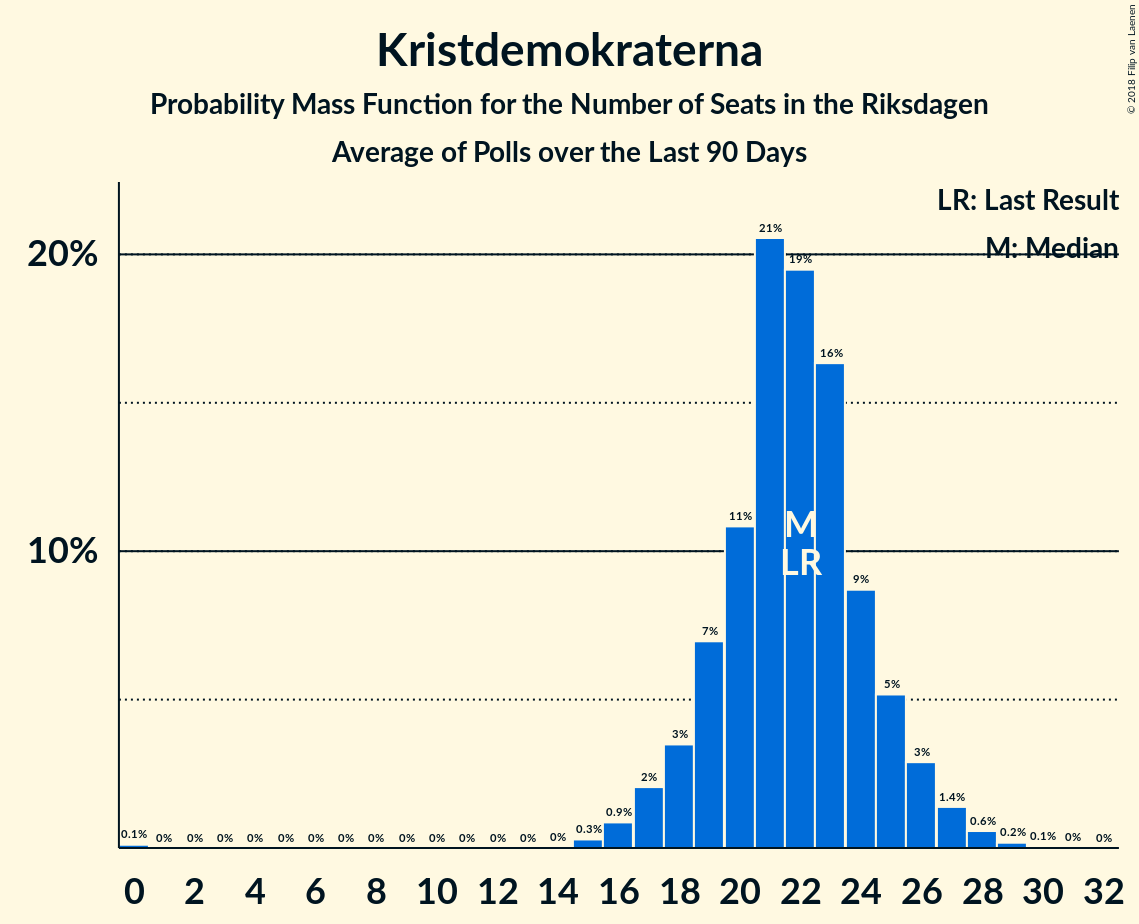 Kristdemokraterna
Probability Mass Function for the Number of Seats in the Riksdagen
Average of Polls over the Last 90 Days
© 2018 Filip van Laenen
LR: Last Result
M: Median
20%
10%
0.1% 0% 0% 0% 0% 0% 0% 0% 0% 0% 0% 0% 0% 0% 0% 0.3% 0.9% 2% 3% 7% 11% 21% 19% 16% 9% 5% 3% 1.4% 0.6% 0.2% 0.1% 0% 0%
M
LR
0 2 4 6 8 10 12 14 16 18 20 22 24 26 28 30 32